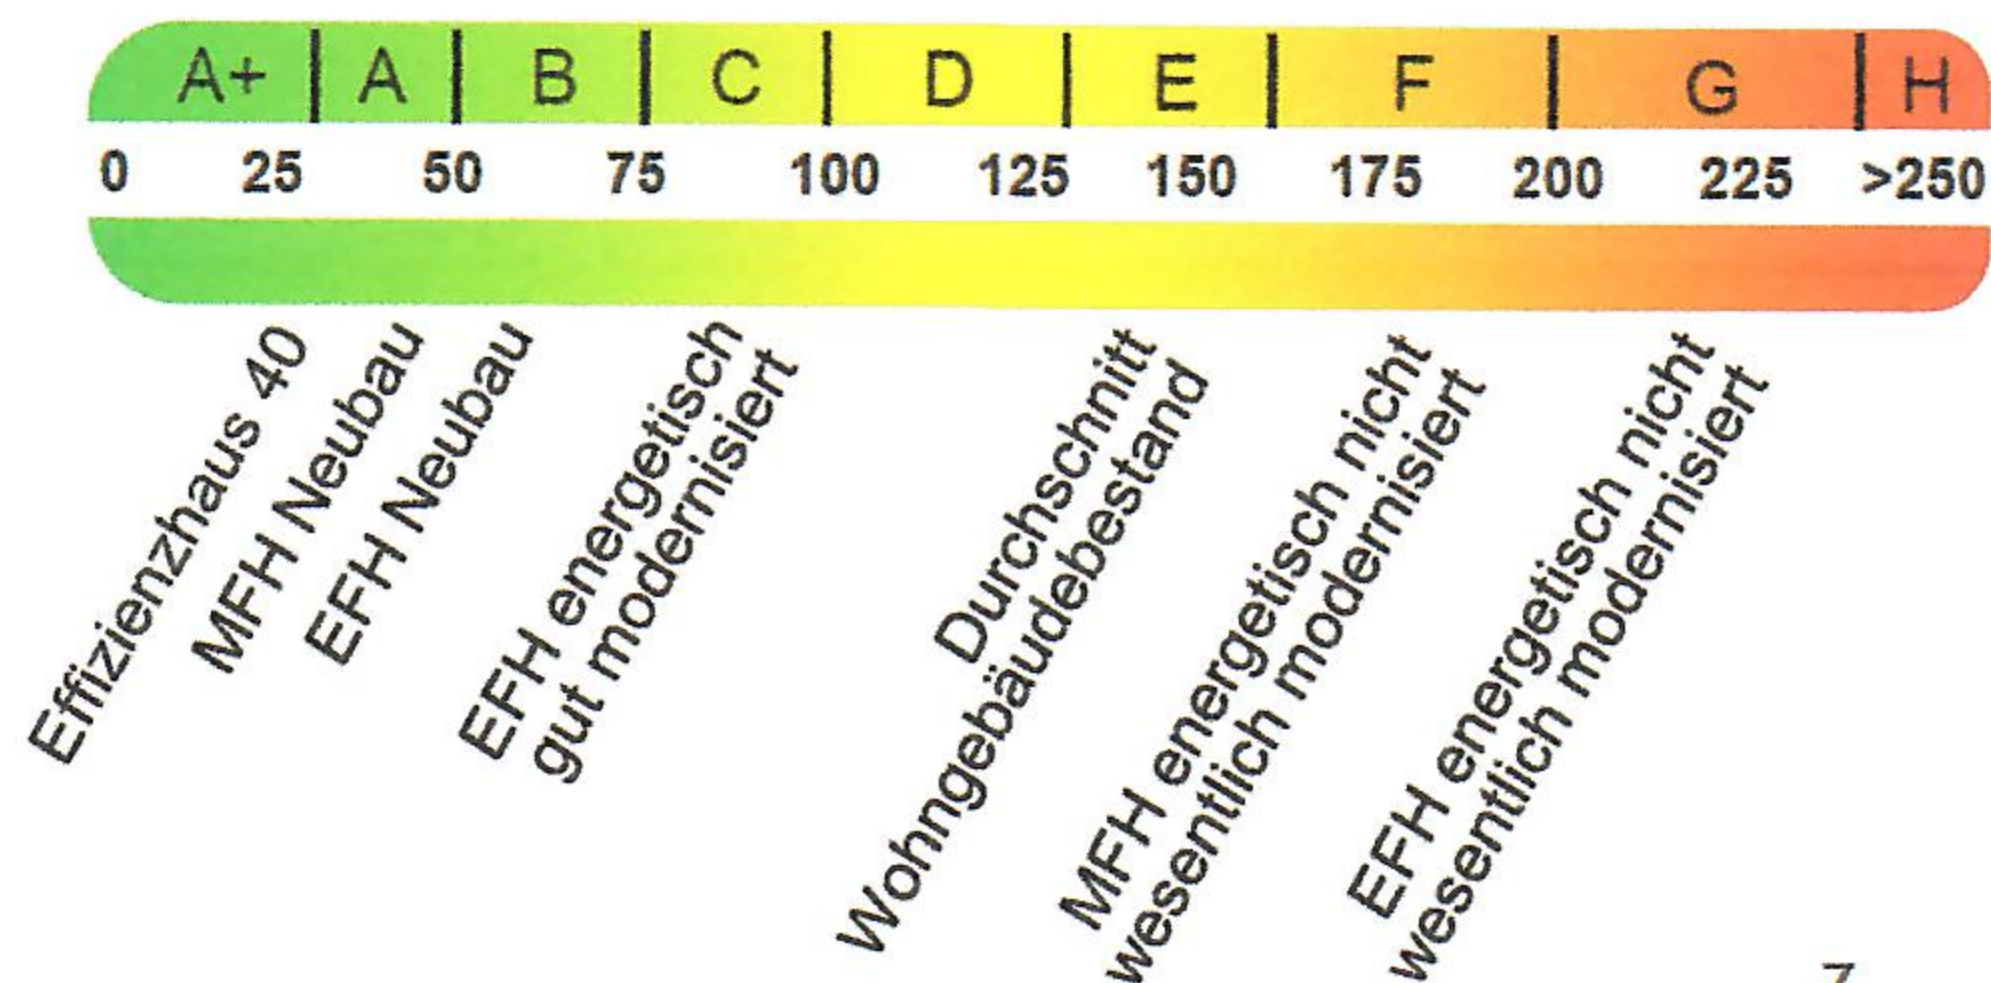 A+ A B C D E F G H
0 25 50 75 100 125 150 175 200 225 >250
Effizienzhaus 40
MFH Neubau
EFH Neubau
EFH energetisch
gut modernisiert
Durchschnitt
Wohngebäudebestand
MFH energetisch nicht
wesentlich modernisiert
EFH energetisch nicht
wesentlich modernisiert